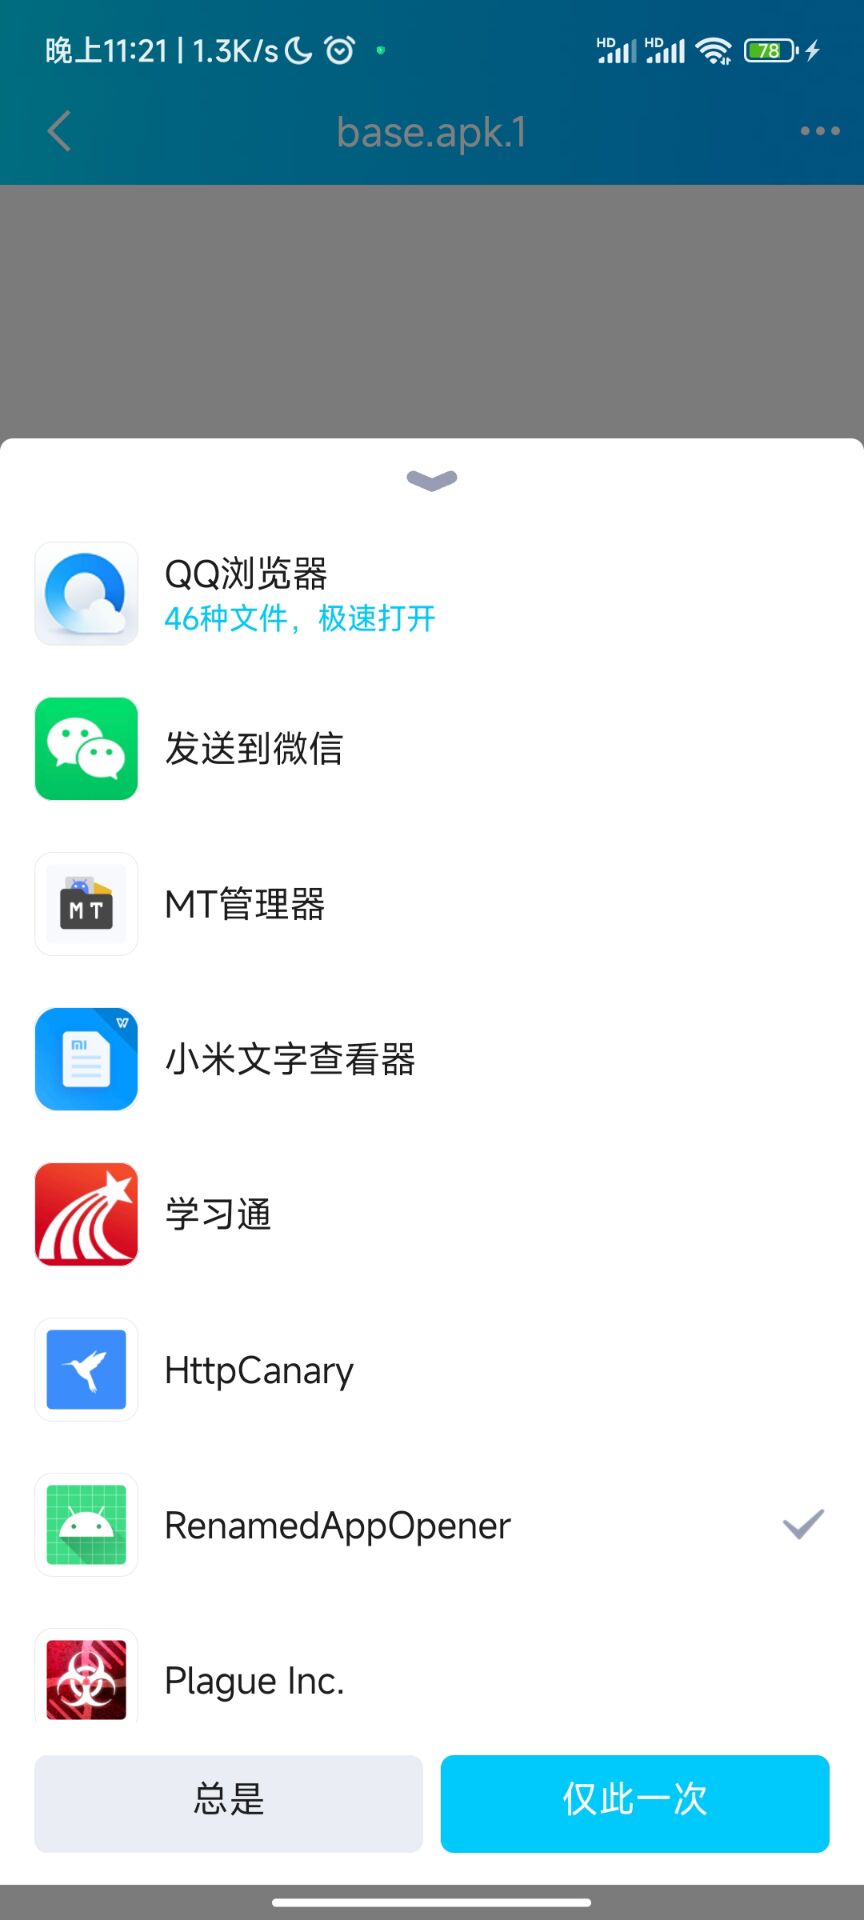 晚上11:21 | 1.3K/s
HD HD 78
base.apk.1
QQ浏览器
46种文件，极速打开
发送到微信
MT
MT管理器
W
mi
小米文字查看器
学习通
HttpCanary
RenamedAppOpener
Plague Inc.
总是
仅此一次